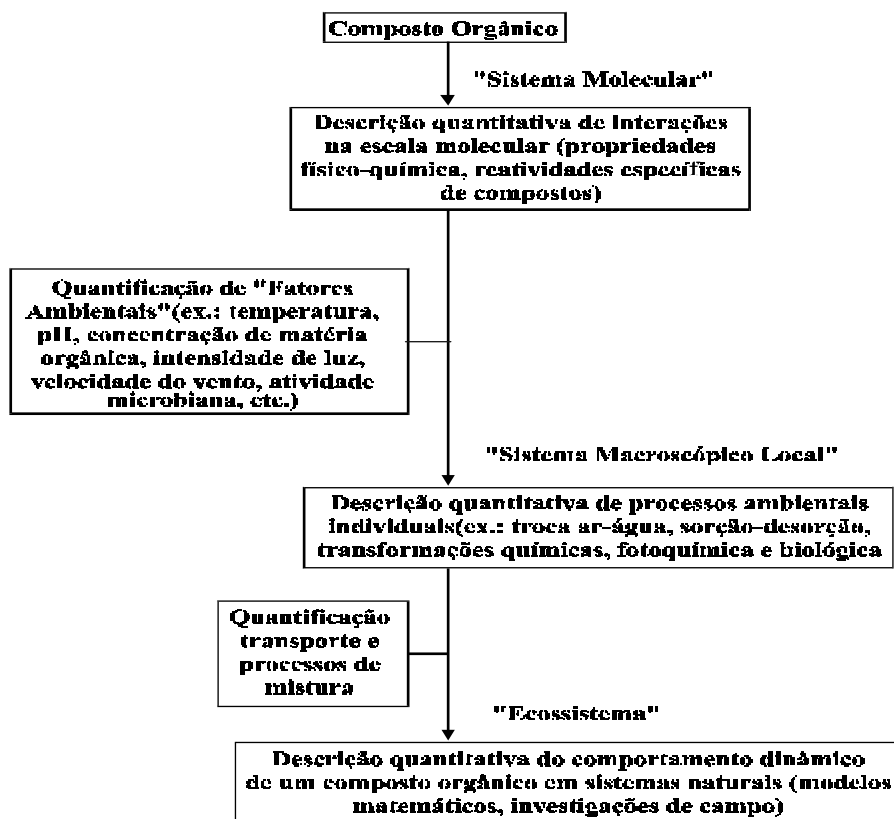 Composto Orgânico
"Sistema Molecular"
Descrição quantitativa de interações
na escala molecular (propriedades
físico-química, reatividades específicas
de compostos)
Quantificação de "Fatores
Ambientais"(ex.: temperatura,
pH, concentração de matéria
orgânica, intensidade de luz,
velocidade do vento, atividade
microbiana, etc.)
"Sistema Macroscópico Local"
Descrição quantitativa de processos ambientais
individuais(ex.: troca ar-água, sorção-desorção,
transformações químicas, fotoquímica e biológica
Quantificação
transporte e
processos de
mistura
"Ecossistema"
Descrição quantitativa do comportamento dinâmico
de um composto orgânico em sistemas naturais (modelos
matemáticos, investigações de campo)